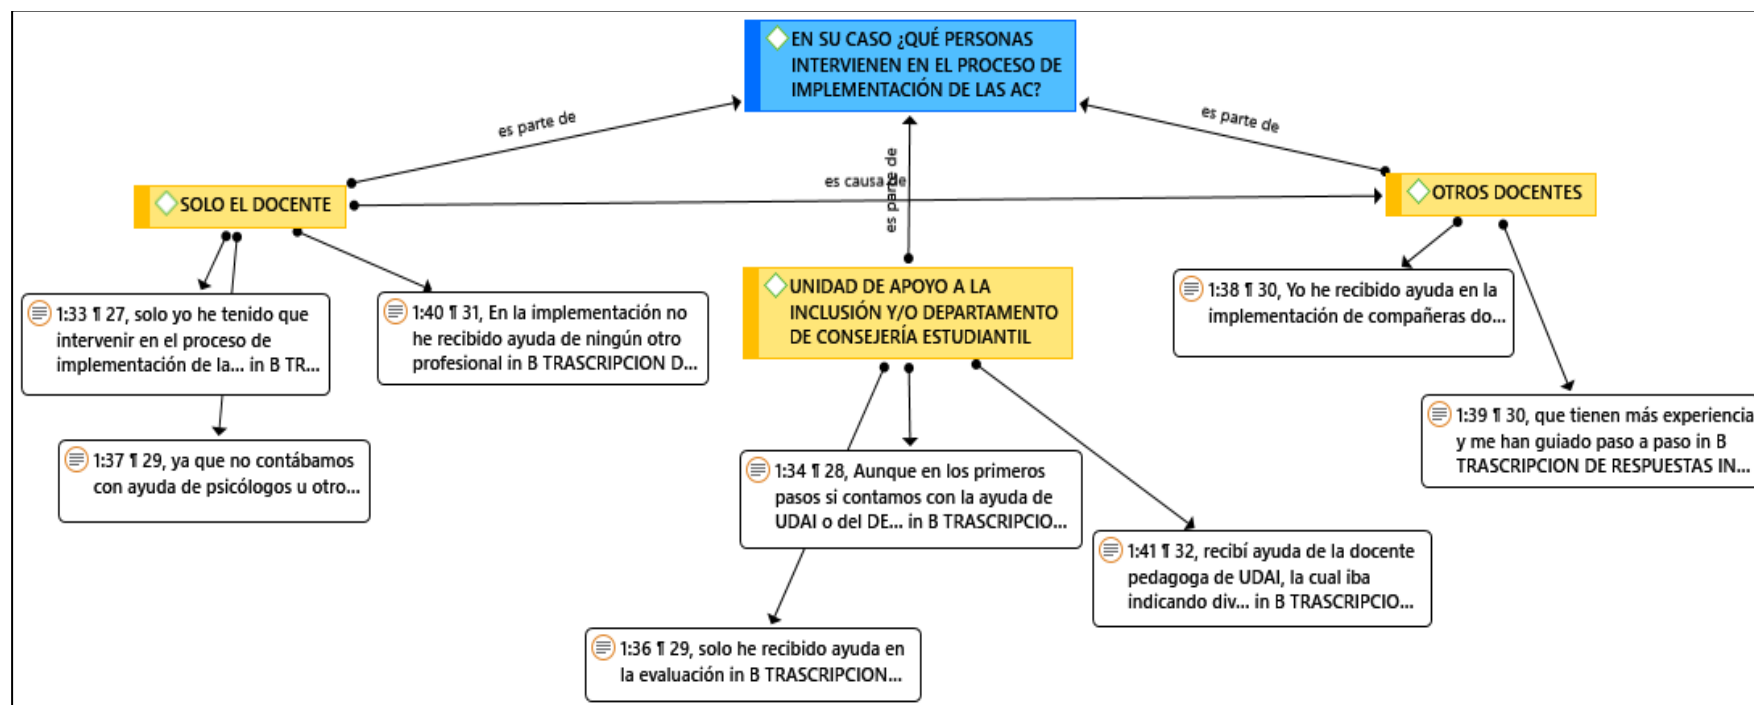 EN SU CASO ¿QUÉ PERSONAS
INTERVIENEN EN EL PROCESO DE
IMPLEMENTACIÓN DE LAS AC?
es parte de
es parte de
es parte de
es causa de
SOLO EL DOCENTE
OTROS DOCENTES
UNIDAD DE APOYO A LA
INCLUSIÓN Y/O DEPARTAMENTO
DE CONSEJERÍA ESTUDIANTIL
1:33 ¶ 27, solo yo he tenido que
intervenir en el proceso de
implementación de la... in B TR...
1:40 ¶ 31, En la implementación no
he recibido ayuda de ningún otro
profesional in B TRASCRIPCION D...
1:38 ¶ 30, Yo he recibido ayuda en la
implementación de compañeras do...
1:39 ¶ 30, que tienen más experiencia
y me han guiado paso a paso in B
TRASCRIPCION DE RESPUESTAS IN...
1:37 ¶ 29, ya que no contábamos
con ayuda de psicólogos u otro...
1:34 ¶ 28, Aunque en los primeros
pasos si contamos con la ayuda de
UDAI o del DE... in B TRASCRIPCIO...
1:41 ¶ 32, recibí ayuda de la docente
pedagoga de UDAI, la cual iba
indicando div... in B TRASCRIPCIO...
1:36 ¶ 29, solo he recibido ayuda en
la evaluación in B TRASCRIPCION...